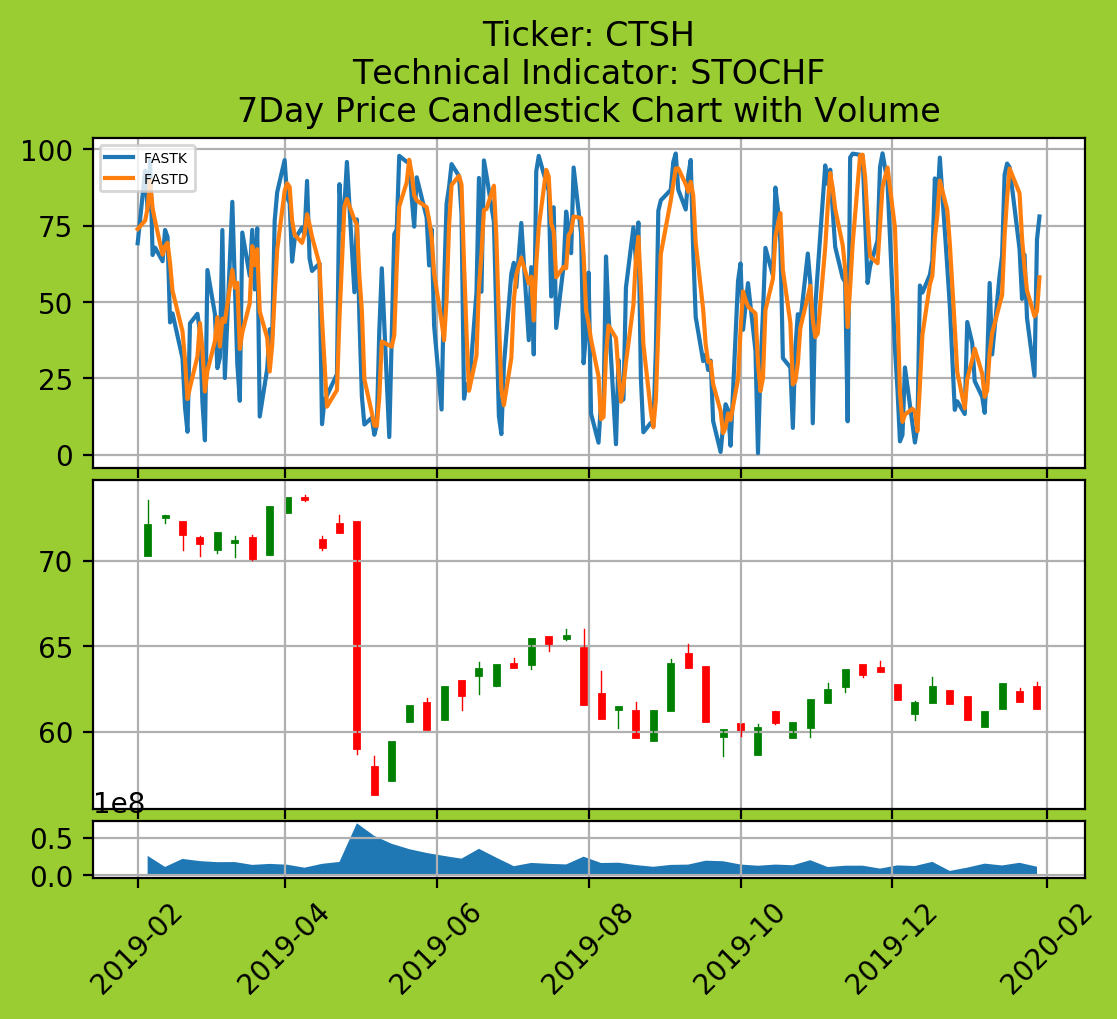 Ticker: CTSH
Technical Indicator: STOCHF
7Day Price Candlestick Chart with Volume
100
75
50
25
0
FASTK
FASTD
70
65
60
1e8
0.5
0.0
2019-02
2019-04
2019-06
2019-08
2019-10
2019-12
2020-02